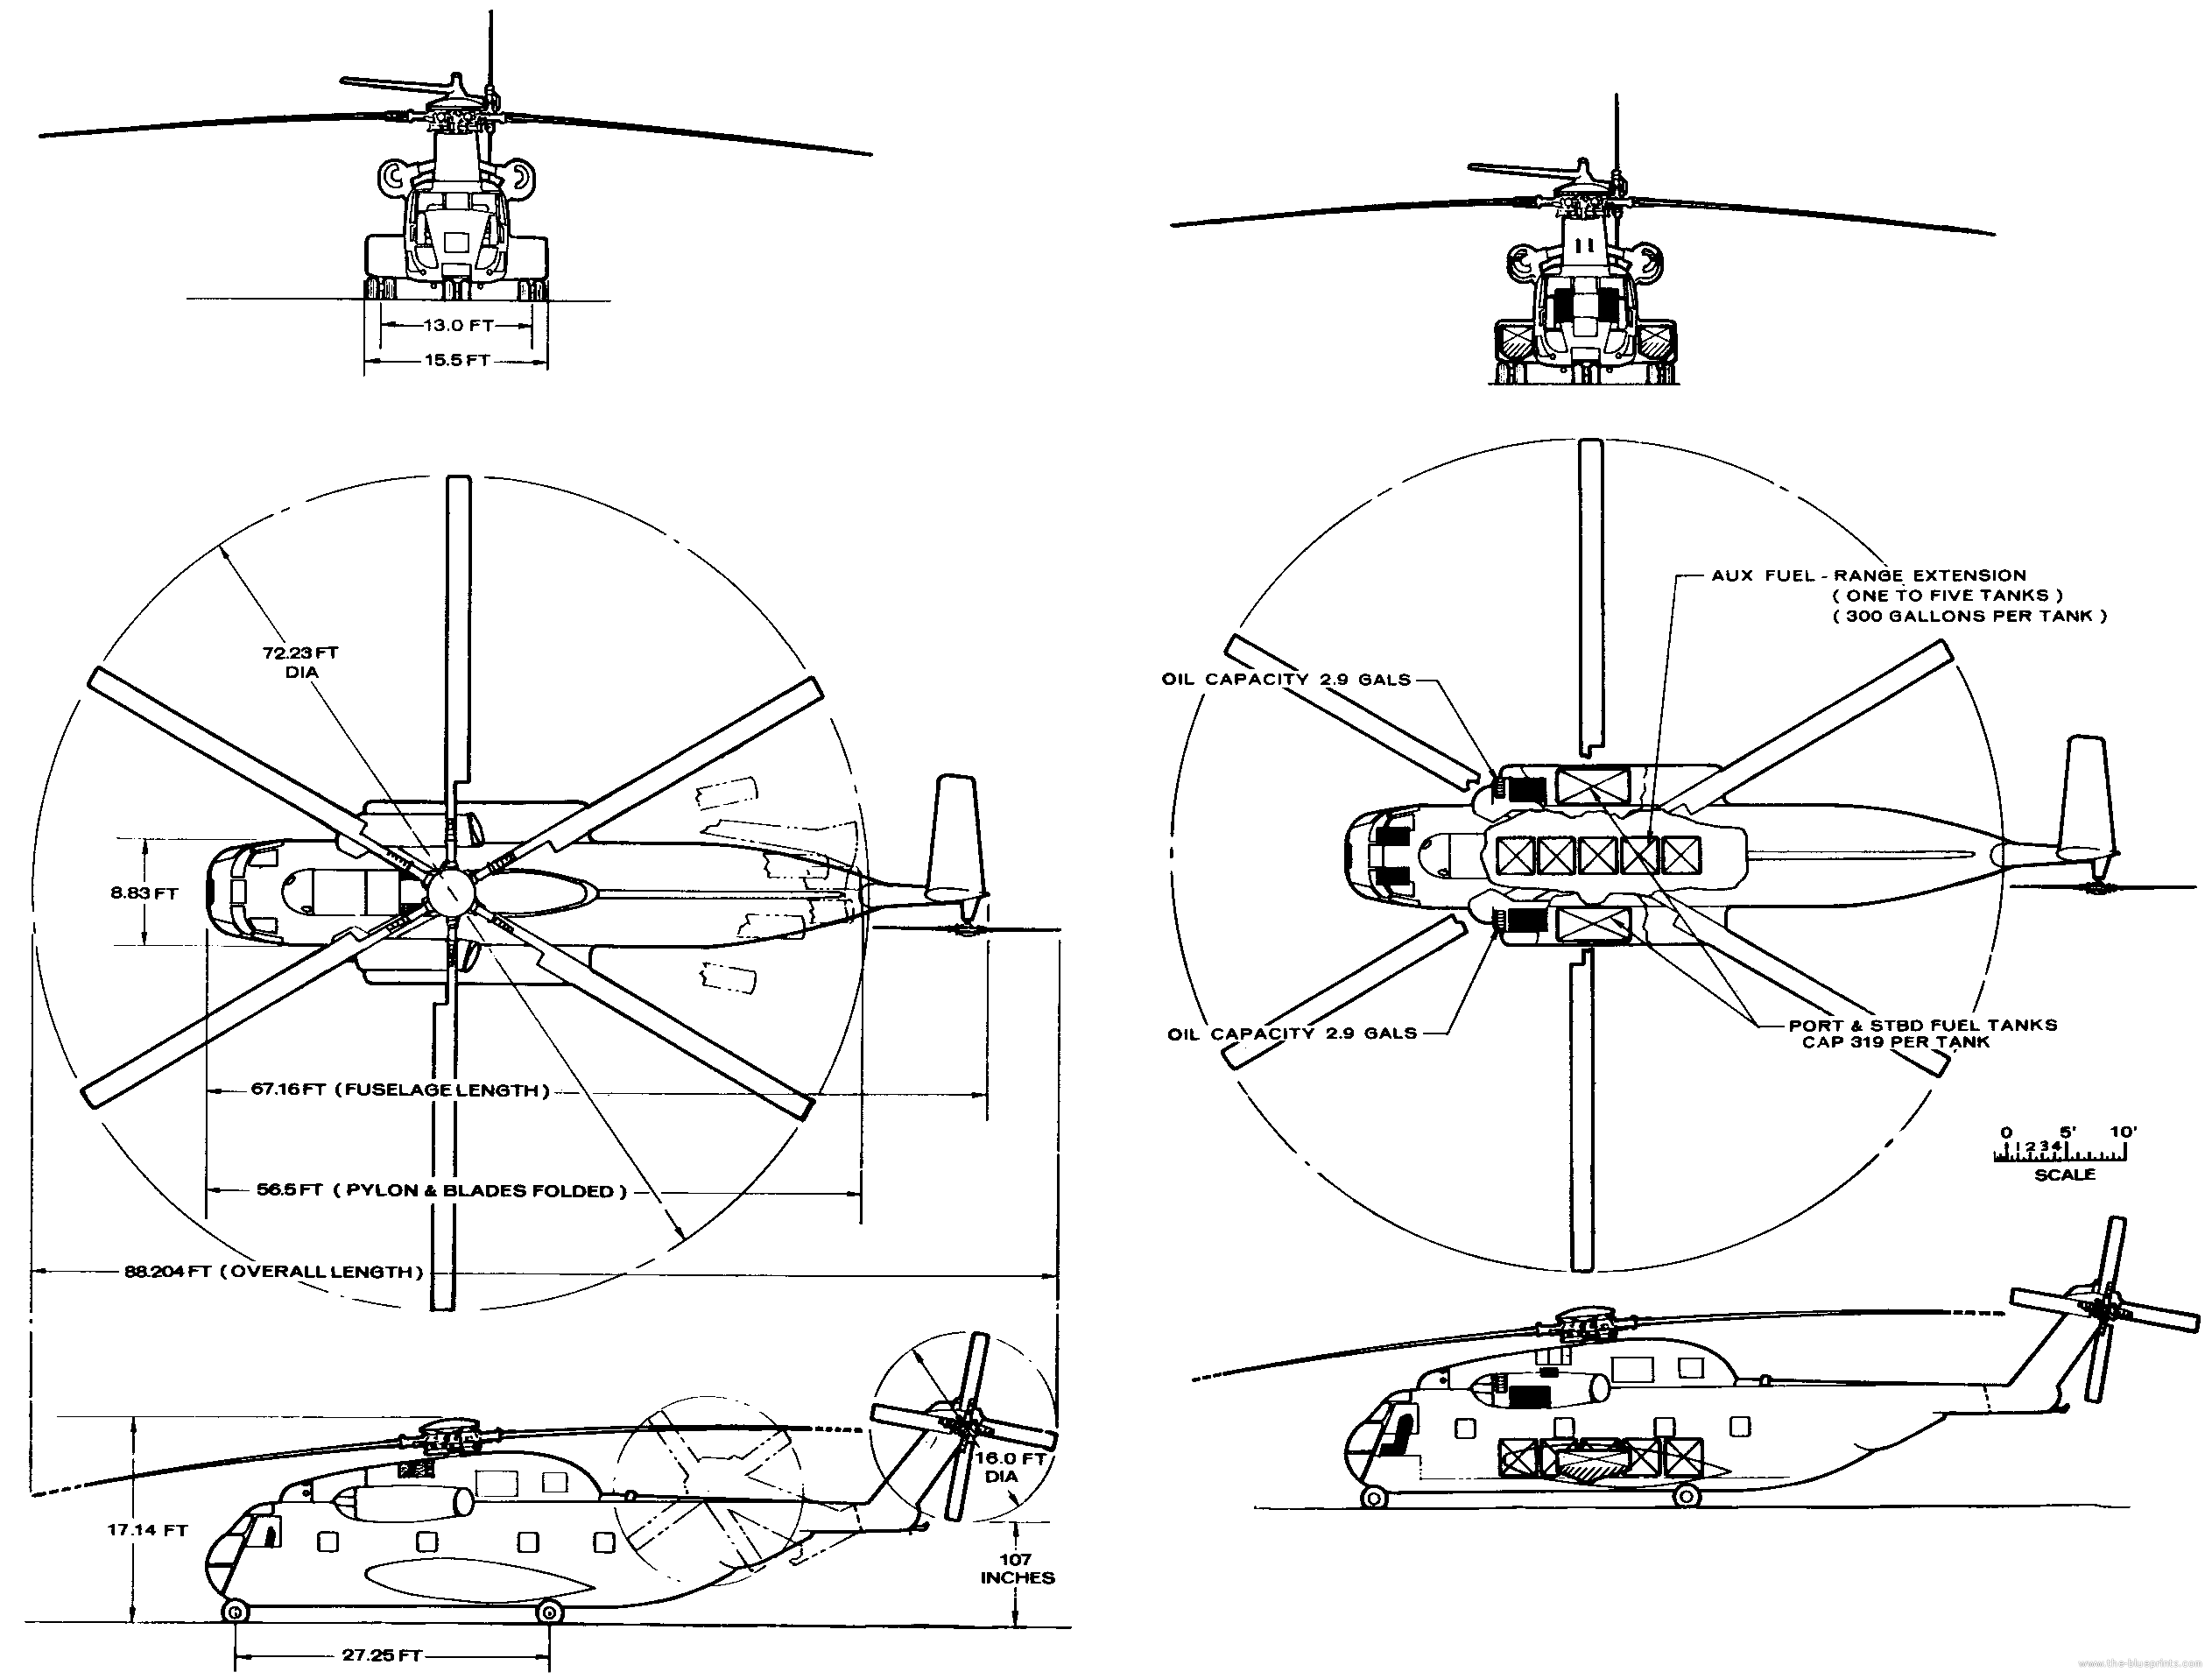 13.0 FT
15.5 FT
72.23 FT
DIA
8.83 FT
67.16 FT ( FUSELAGE LENGTH )
56.5 FT ( PYLON & BLADES FOLDED )
88.204 FT ( OVERALL LENGTH )
16.0 FT
DIA
17.14 FT
107
INCHES
27.25 FT
AUX FUEL - RANGE EXTENSION
( ONE TO FIVE TANKS )
( 300 GALLONS PER TANK )
OIL CAPACITY 2.9 GALS
OIL CAPACITY 2.9 GALS
PORT & STBD FUEL TANKS
CAP 319 PER TANK
0 5' 10'
1 2 3 4
SCALE
www.the-blueprints.com